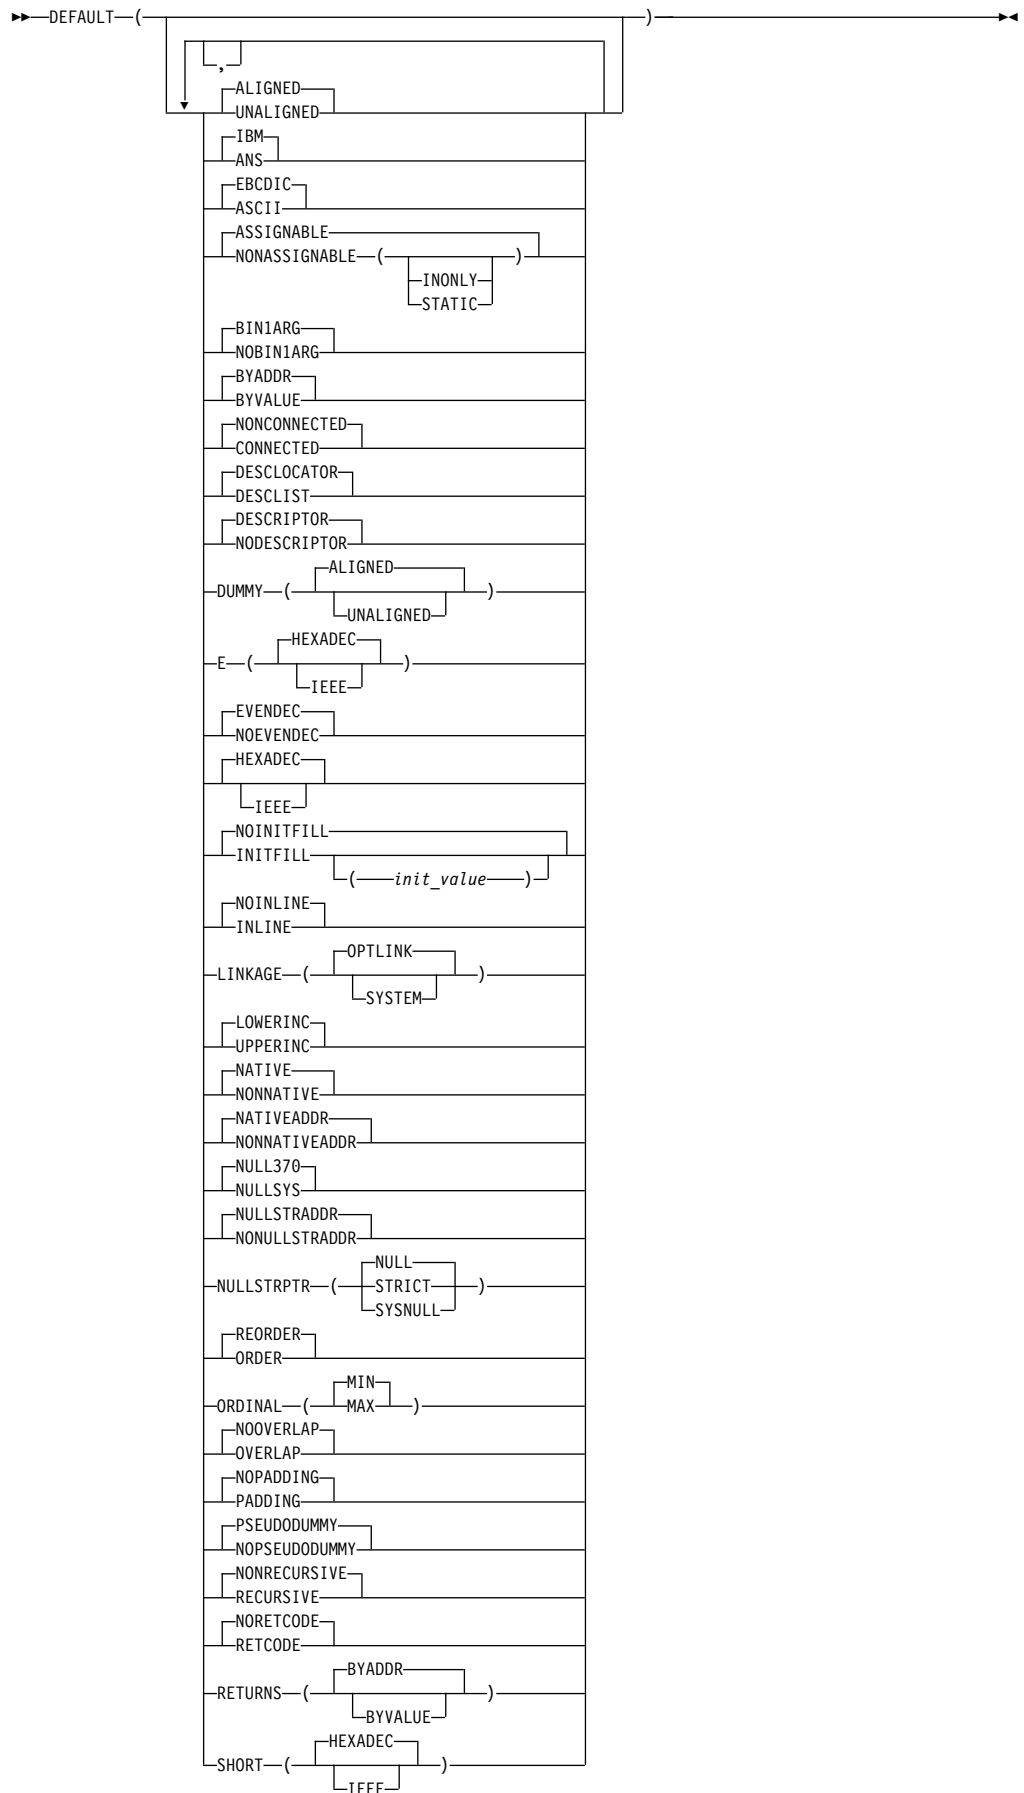 DEFAULT ( )
,
ALIGNED
UNALIGNED
IBM
ANS
EBCDIC
ASCII
ASSIGNABLE
NONASSIGNABLE ( )
INONLY
STATIC
BIN1ARG
NOBIN1ARG
BYADDR
BYVALUE
NONCONNECTED
CONNECTED
DESCLOCATOR
DESCLIST
DESCRIPTOR
NODESCRIPTOR
ALIGNED
DUMMY ( )
UNALIGNED
HEXADEC
E ( )
IEEE
EVENDEC
NOEVENDEC
HEXADEC
IEEE
NOINITFILL
INITFILL
( init_value )
NOINLINE
INLINE
OPTLINK
LINKAGE ( )
SYSTEM
LOWERINC
UPPERINC
NATIVE
NONNATIVE
NATIVEADDR
NONNATIVEADDR
NULL370
NULLSYS
NULLSTRADDR
NONULLSTRADDR
NULL
NULLSTRPTR ( STRICT )
SYSNULL
REORDER
ORDER
MIN
ORDINAL ( MAX )
NOOVERLAP
OVERLAP
NOPADDING
PADDING
PSEUDODUMMY
NOPSEUDODUMMY
NONRECURSIVE
RECURSIVE
NORETCODE
RETCODE
BYADDR
RETURNS ( )
BYVALUE
HEXADEC
SHORT ( )
IEEE